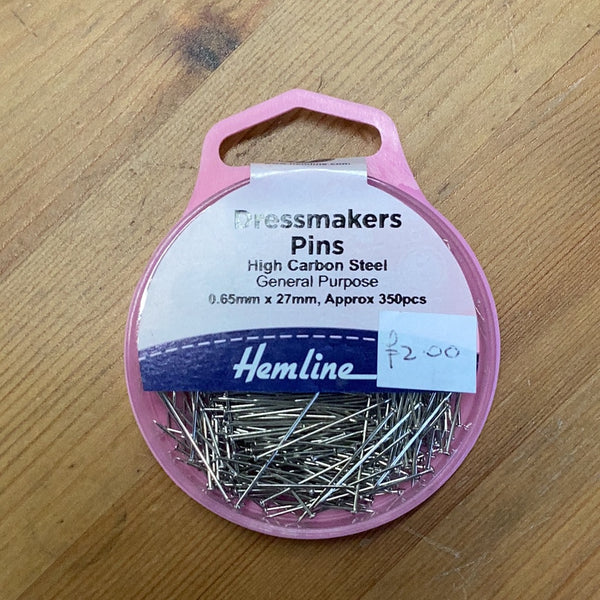 Dressmakers
Pins
High Carbon Steel
General Purpose
0.65mm x 27mm, Approx 350pcs
Hemline
£2.00